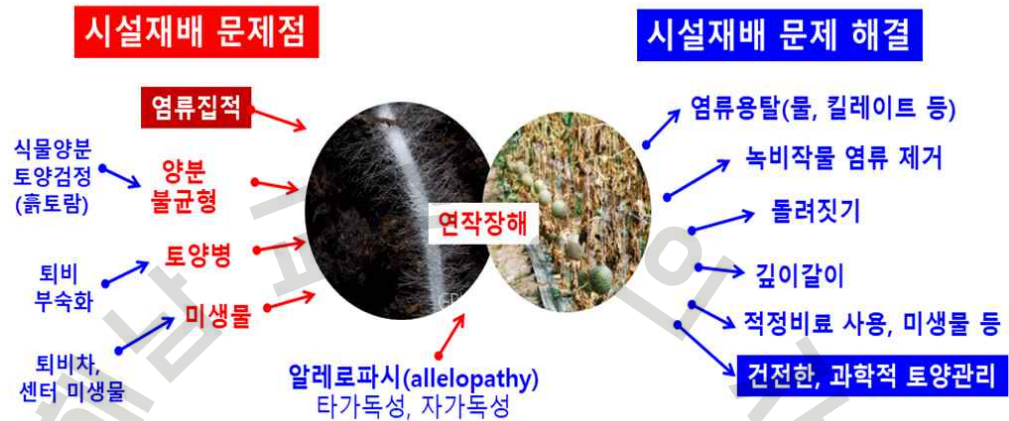 시설재배 문제점
시설재배 문제 해결
염류집적
식물양분
토양검정
(흙토람)
양분
불균형
토양병
퇴비
부숙화
미생물
퇴비차,
센터 미생물
연작장해
알레로파시(allelopathy)
타가독성, 자가독성
염류용탈(물, 킬레이트 등)
녹비작물 염류 제거
돌려짓기
깊이갈이
적정비료 사용, 미생물 등
건전한, 과학적 토양관리